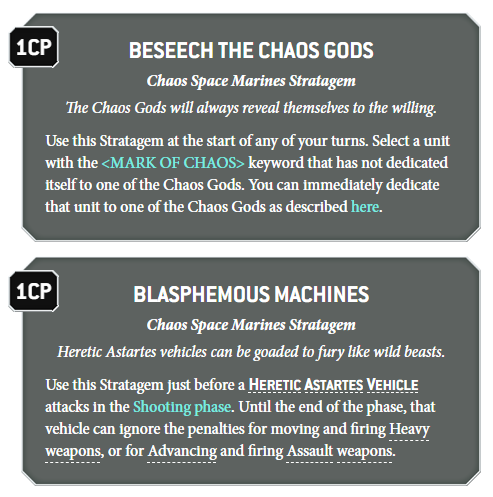 1CP
BESEECH THE CHAOS GODS
Chaos Space Marines Stratagem
The Chaos Gods will always reveal themselves to the willing.
Use this Stratagem at the start of any of your turns. Select a unit
with the <MARK OF CHAOS> keyword that has not dedicated
itself to one of the Chaos Gods. You can immediately dedicate
that unit to one of the Chaos Gods as described here.
1CP
BLASPHEMOUS MACHINES
Chaos Space Marines Stratagem
Heretic Astartes vehicles can be goaded to fury like wild beasts.
Use this Stratagem just before a HERETIC ASTARTES VEHICLE
attacks in the Shooting phase. Until the end of the phase, that
vehicle can ignore the penalties for moving and firing Heavy
weapons, or for Advancing and firing Assault weapons.